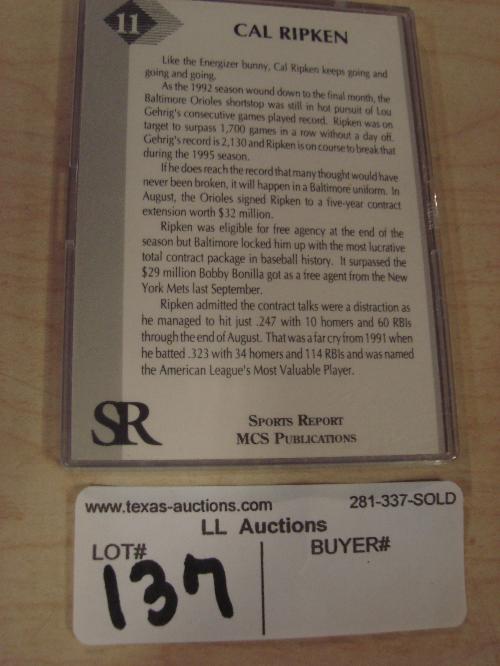 11
CAL RIPKEN
Like the Energizer bunny, Cal Ripken keeps going and
going and going.
As the 1992 season wound down to the final month, the
Baltimore Orioles shortstop was still in hot pursuit of Lou
Gehrig's consecutive games played record. Ripken was on
target to surpass 1,700 games in a row without a day off.
Gehrig's record is 2,130 and Ripken is on course to break that
during the 1995 season.
If he does reach the record that many thought would have
never been broken, it will happen in a Baltimore uniform. In
August, the Orioles signed Ripken to a five-year contract
extension worth $32 million.
Ripken was eligible for free agency at the end of the
season but Baltimore locked him up with the most lucrative
total contract package in baseball history. It surpassed the
$29 million Bobby Bonilla got as a free agent from the New
York Mets last September.
Ripken admitted the contract talks were a distraction as
he managed to hit just .247 with 10 homers and 60 RBIs
through the end of August. That was a far cry from 1991 when
he batted .323 with 34 homers and 114 RBIs and was named
the American League's Most Valuable Player.
SR
SPORTS REPORT
MCS PUBLICATIONS
www.texas-auctions.com 281-337-SOLD
LL Auctions
LOT# BUYER#
137